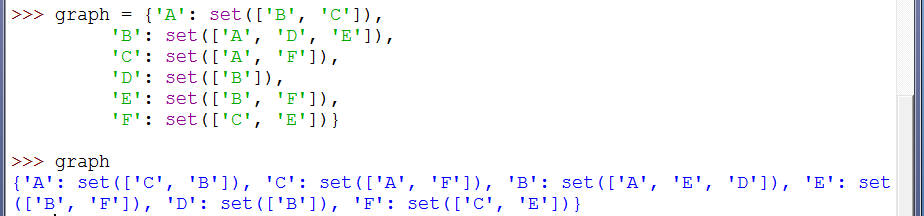 >>> graph = {'A': set(['B', 'C']),
'B': set(['A', 'D', 'E']),
'C': set(['A', 'F']),
'D': set(['B']),
'E': set(['B', 'F']),
'F': set(['C', 'E'])}
>>> graph
{'A': set(['C', 'B']), 'C': set(['A', 'F']), 'B': set(['A', 'E', 'D']), 'E': set
(['B', 'F']), 'D': set(['B']), 'F': set(['C', 'E'])}